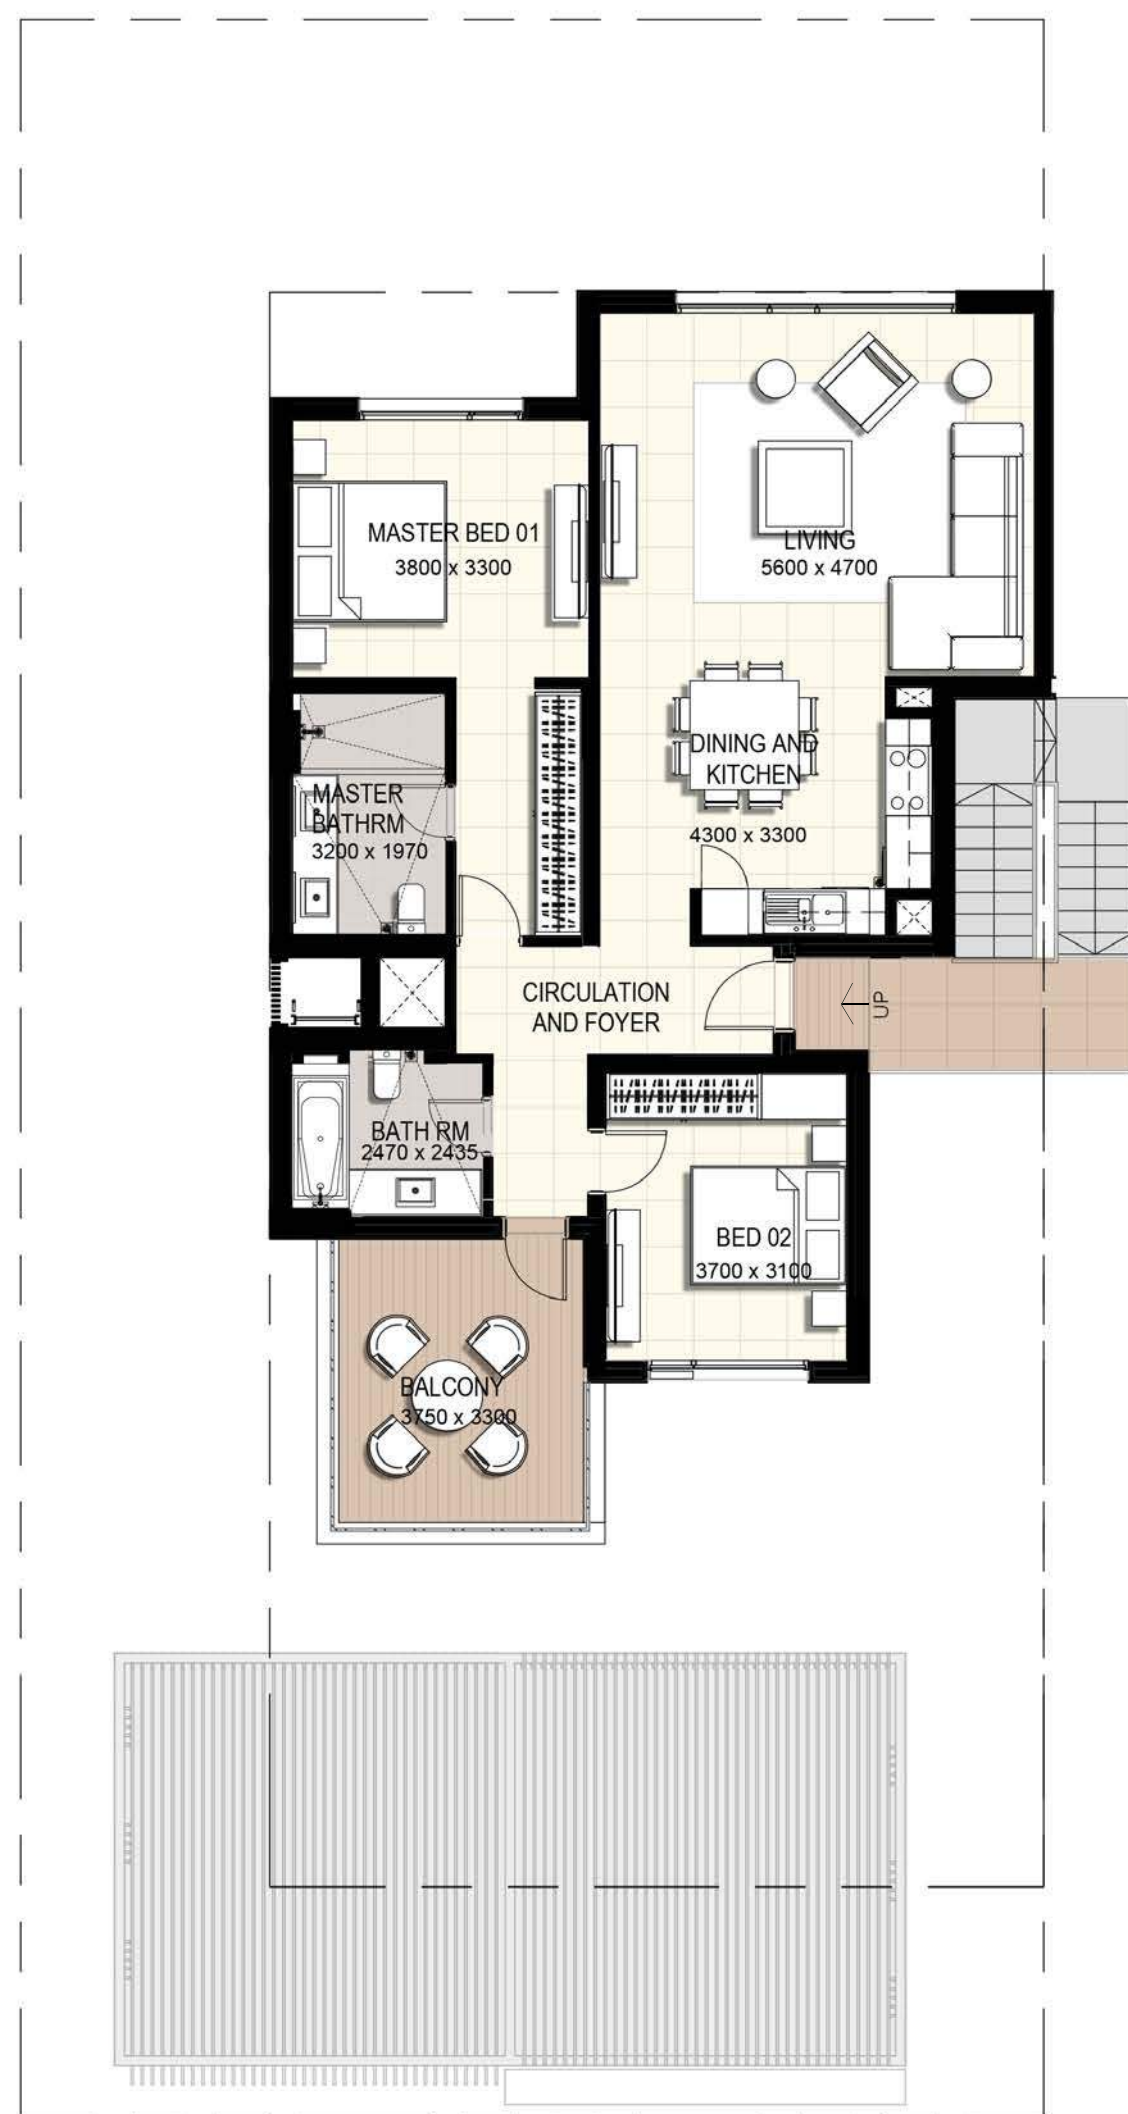 MASTER BED 01
3800 x 3300
LIVING
5600 x 4700
DINING AND
KITCHEN
4300 x 3300
MASTER
BATHRM
3200 x 1970
CIRCULATION
AND FOYER
UP
BATH RM
2470 x 2435
BED 02
3700 x 3100
BALCONY
3750 x 3300